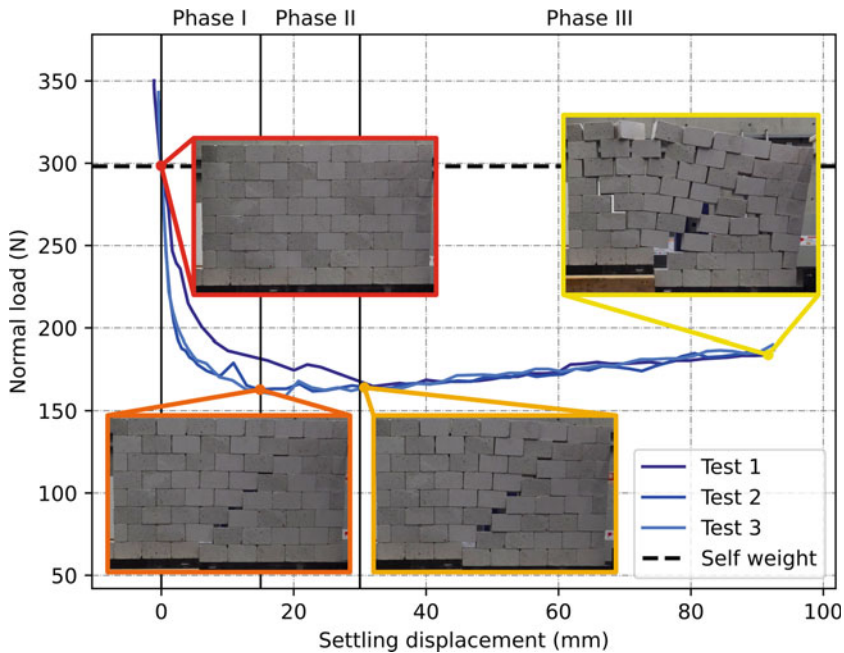 Phase I Phase II Phase III
350
300
250
200
150
100
50
Normal load (N)
0 20 40 60 80 100
Settling displacement (mm)
Test 1
Test 2
Test 3
Self weight